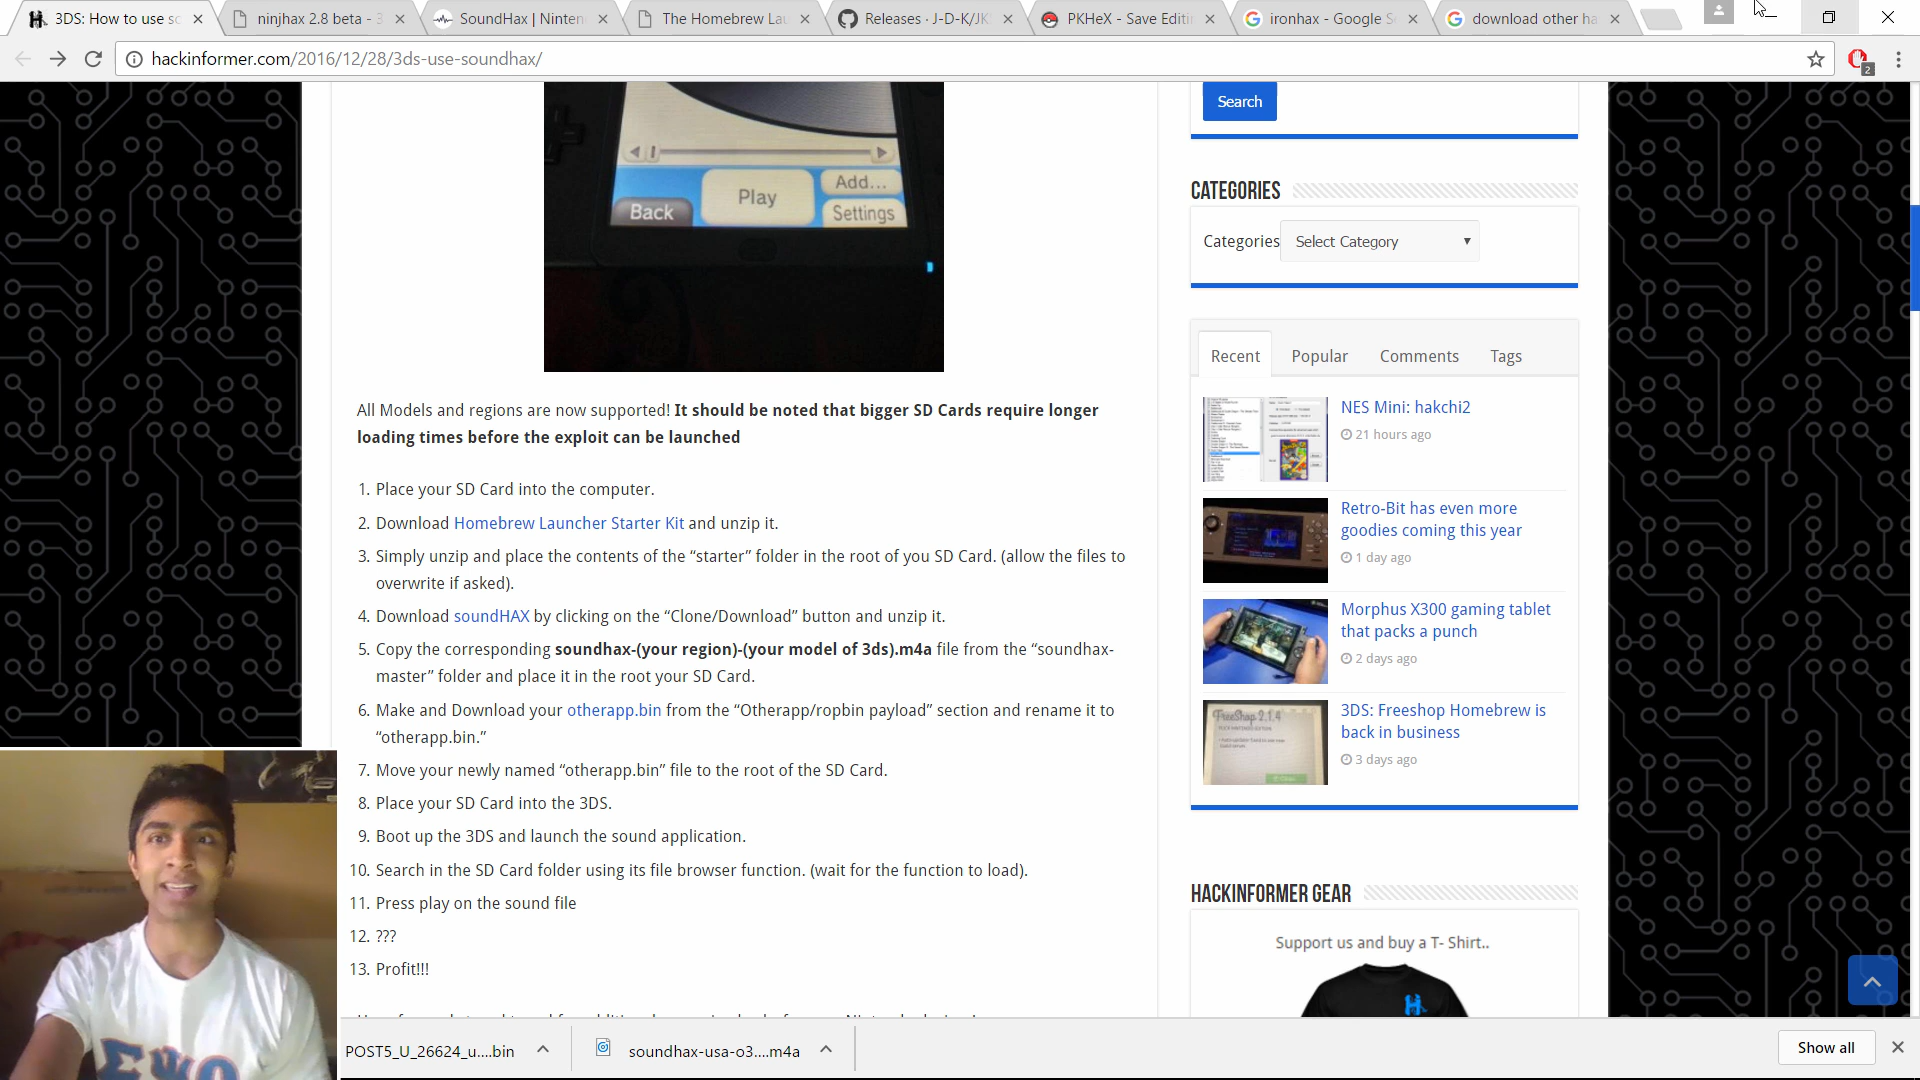 3DS: How to use so
ninjhax 2.8 beta - 3
SoundHax | Ninten
The Homebrew Lau
Releases · J-D-K/JK
PKHeX - Save Editi
ironhax - Google S
download other ha
hackinformer.com/2016/12/28/3ds-use-soundhax/
2
Play
Add...
Back
Settings
All Models and regions are now supported! It should be noted that bigger SD Cards require longer
loading times before the exploit can be launched
1. Place your SD Card into the computer.
2. Download Homebrew Launcher Starter Kit and unzip it.
3. Simply unzip and place the contents of the “starter” folder in the root of you SD Card. (allow the files to
overwrite if asked).
4. Download soundHAX by clicking on the “Clone/Download” button and unzip it.
5. Copy the corresponding soundhax-(your region)-(your model of 3ds).m4a file from the “soundhax-
master” folder and place it in the root your SD Card.
6. Make and Download your otherapp.bin from the “Otherapp/ropbin payload” section and rename it to
“otherapp.bin.”
7. Move your newly named “otherapp.bin” file to the root of the SD Card.
8. Place your SD Card into the 3DS.
9. Boot up the 3DS and launch the sound application.
10. Search in the SD Card folder using its file browser function. (wait for the function to load).
11. Press play on the sound file
12. ???
13. Profit!!!
Search
CATEGORIES
Categories
Select Category
Recent
Popular
Comments
Tags
NES Mini: hakchi2
21 hours ago
Retro-Bit has even more
goodies coming this year
1 day ago
Morphus X300 gaming tablet
that packs a punch
2 days ago
FreeShop 2.1.4
3DS: Freeshop Homebrew is
back in business
3 days ago
HACKINFORMER GEAR
Support us and buy a T- Shirt..
ΣΨΟ
POST5_U_26624_u....bin
soundhax-usa-o3....m4a
Show all